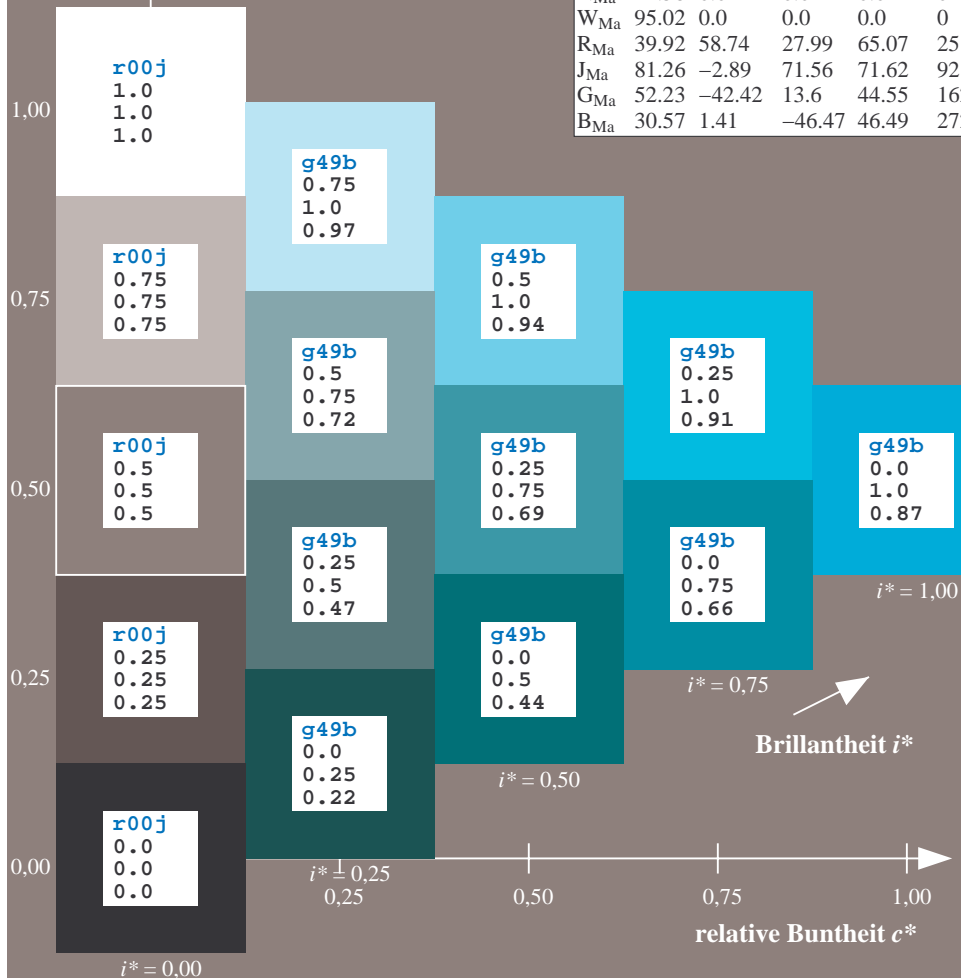 W_Ma 95.02 0.0 0.0 0.0 0
R_Ma 39.92 58.74 27.99 65.07 25
J_Ma 81.26 −2.89 71.56 71.62 92
G_Ma 52.23 −42.42 13.6 44.55
B_Ma 30.57 1.41 −46.47 46.49
r00j
1.0
1.0
1.0
1,00
g49b
0.75
1.0
0.97
r00j
0.75
0.75
0.75
0,75
g49b
0.5
1.0
0.94
g49b
0.5
0.75
0.72
g49b
0.25
1.0
0.91
r00j
0.5
0.5
0.5
0,50
g49b
0.25
0.75
0.69
g49b
0.0
1.0
0.87
i* = 1,00
g49b
0.25
0.5
0.47
g49b
0.0
0.75
0.66
i* = 0,75
r00j
0.25
0.25
0.25
0,25
g49b
0.0
0.5
0.44
i* = 0,50
Brillantheit i*
g49b
0.0
0.25
0.22
i* = 0,25
r00j
0.0
0.0
0.0
0,00
0,25 0,50 0,75 1,00
relative Buntheit c*
i* = 0,00